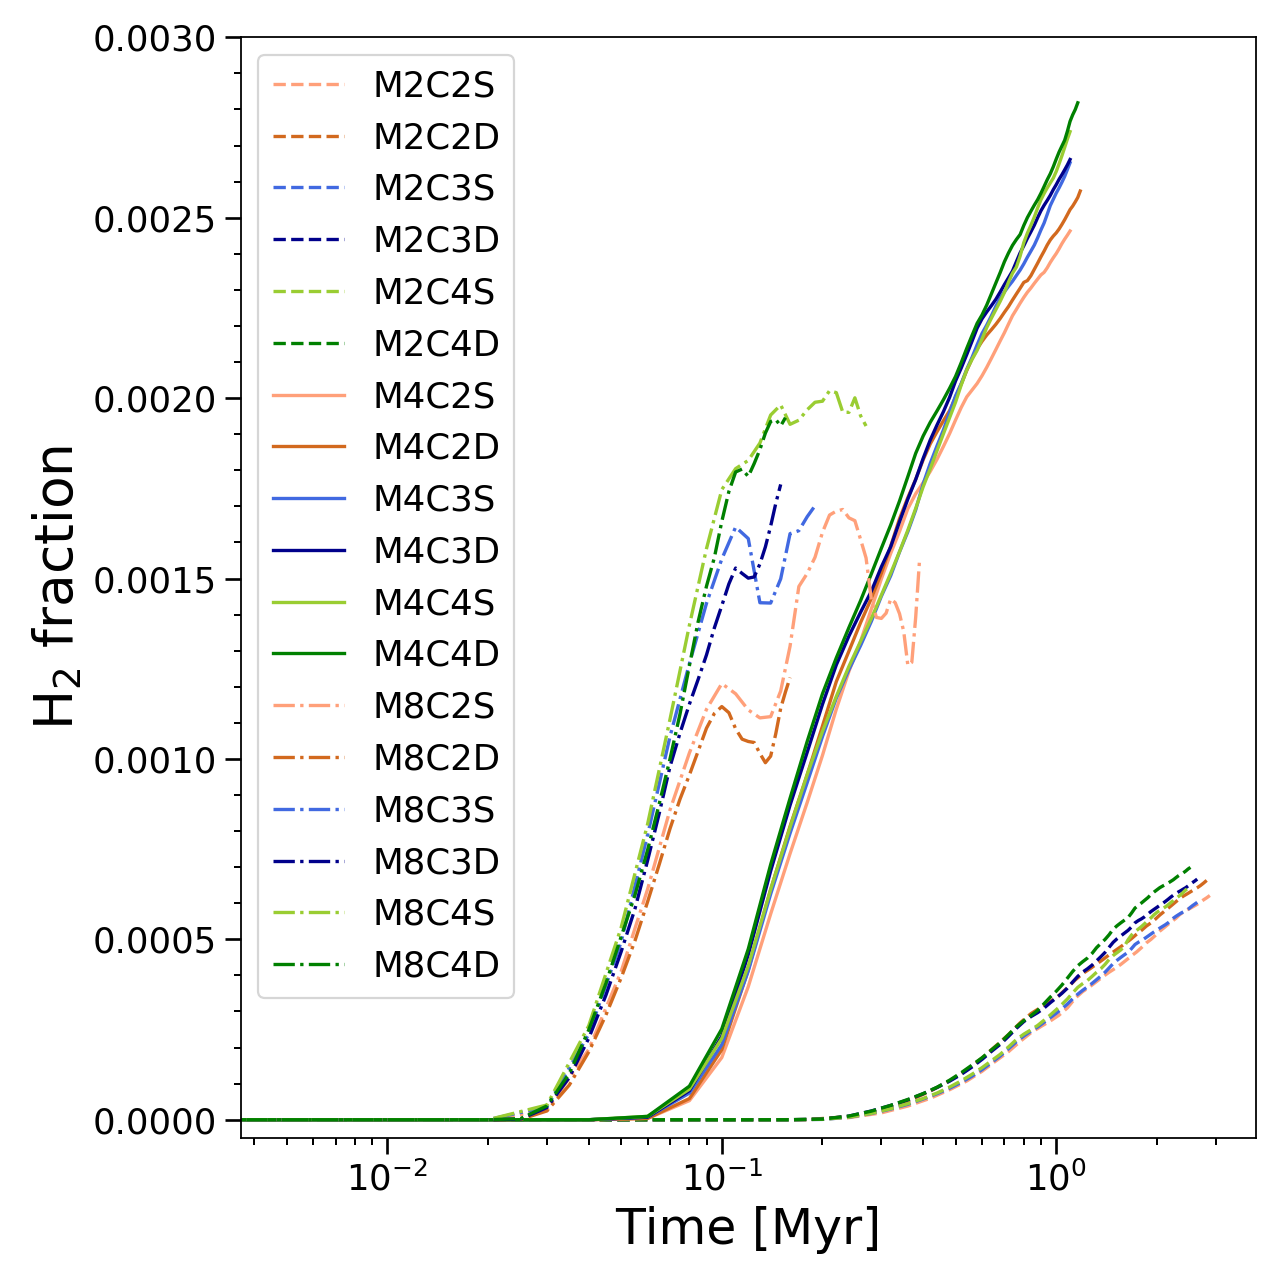 0.0030
0.0025
0.0020
0.0015
0.0010
0.0005
0.0000
H₂ fraction
M2C2S
M2C2D
M2C3S
M2C3D
M2C4S
M2C4D
M4C2S
M4C2D
M4C3S
M4C3D
M4C4S
M4C4D
M8C2S
M8C2D
M8C3S
M8C3D
M8C4S
M8C4D
10⁻² 10⁻¹ 10⁰
Time [Myr]